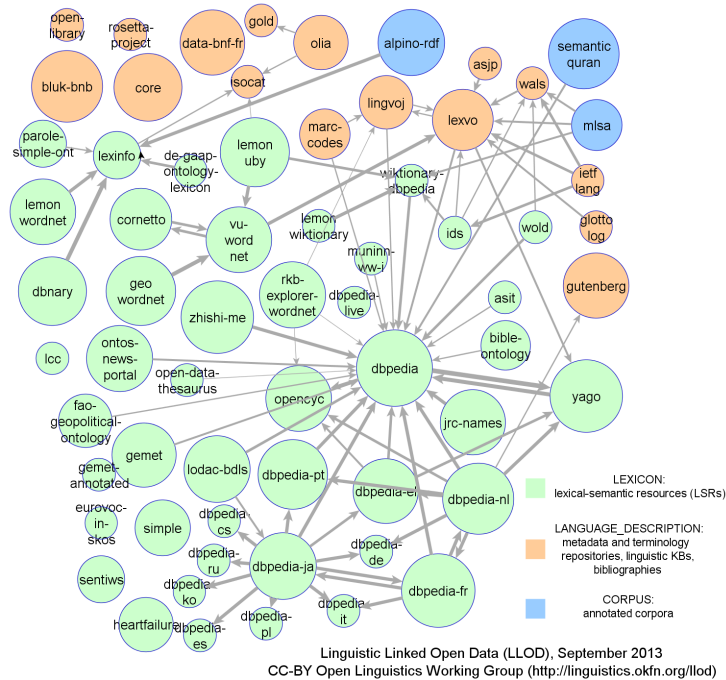 open-
library
rosetta-
project
data-bnf-fr
gold
olia
alpino-rdf
semantic
quran
bluk-bnb
core
isocat
lingvoj
asjp
wals
lexvo
mlsa
marc-
codes
parole-
simple-ont
lexinfo
de-gaap-
ontology-
lexicon
lemon
uby
wiktionary-
dbpedia
ietf
lang
lemon
wordnet
cornetto
vu-
word
net
lemon
wiktionary
ids
wold
glotto
log
muninn-
ww-i
dbnary
geo
wordnet
rkb-
explorer-
wordnet
dbpedia-
live
asit
gutenberg
zhishi-me
lcc
ontos-
news-
portal
open-data-
thesaurus
dbpedia
bible-
ontology
opencyc
yago
fao-
geopolitical-
ontology
jrc-names
gemet
gemet-
annotated
lodac-bdls
dbpedia-pt
dbpedia-el
dbpedia-nl
eurovoc-
in-
skos
simple
dbpedia-
cs
dbpedia-
ru
dbpedia-ja
dbpedia-
de
sentiws
dbpedia-
ko
dbpedia-fr
heartfailure
dbpedia-
es
dbpedia-
pl
dbpedia-
it
LEXICON:
lexical-semantic resources (LSRs)
LANGUAGE_DESCRIPTION:
metadata and terminology
repositories, linguistic KBs,
bibliographies
CORPUS:
annotated corpora
Linguistic Linked Open Data (LLOD), September 2013
CC-BY Open Linguistics Working Group (http://linguistics.okfn.org/llod)